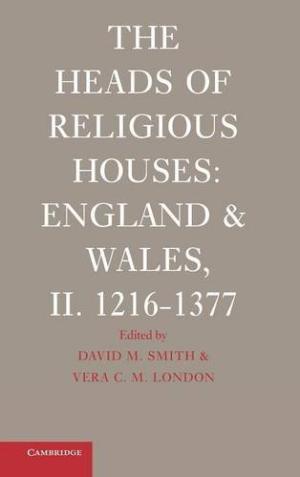 THE
HEADS OF
RELIGIOUS
HOUSES:
ENGLAND &
WALES,
II. 1216–1377
Edited by
DAVID M. SMITH &
VERA C. M. LONDON
CAMBRIDGE